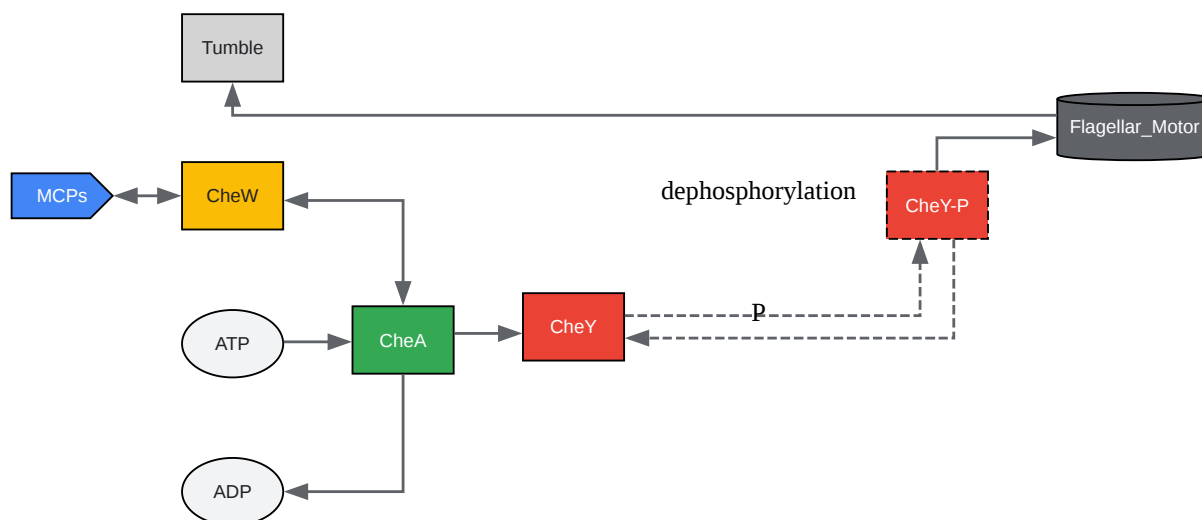 Tumble
Flagellar_Motor
MCPs
CheW
dephosphorylation
CheY-P
P
CheY
ATP
CheA
ADP